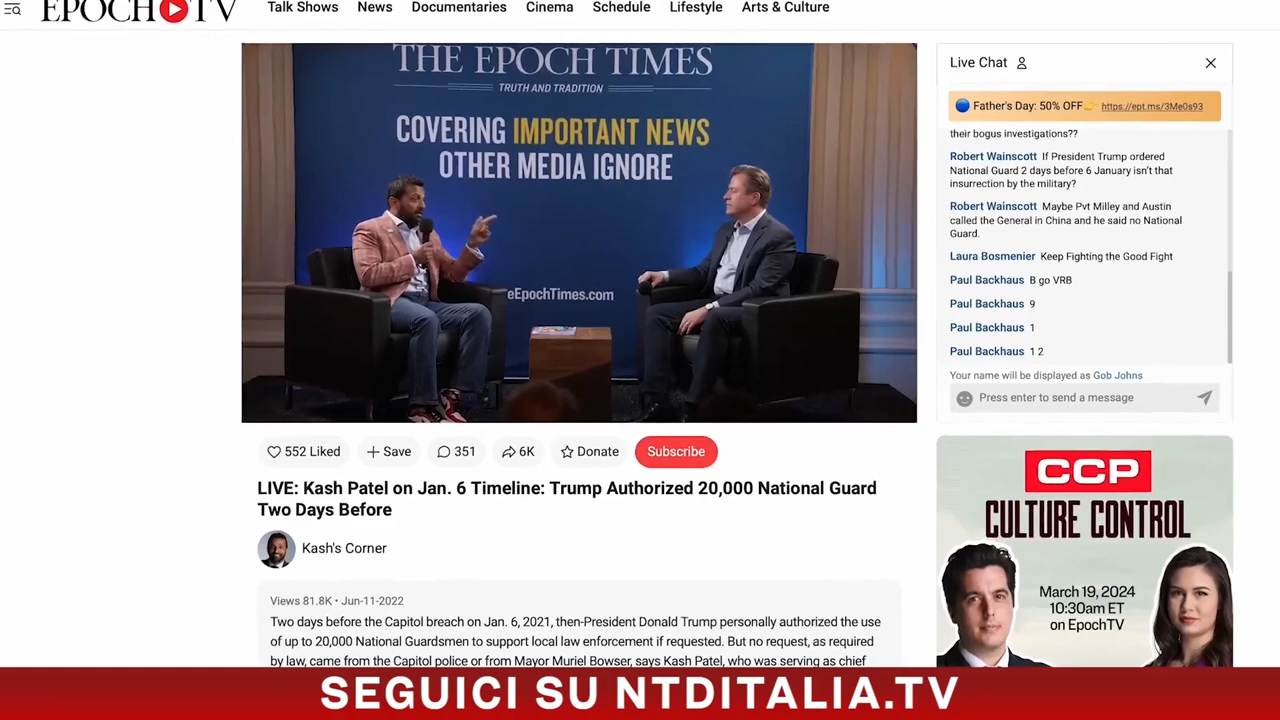 EPOCH TV
Talk Shows
News
Documentaries
Cinema
Schedule
Lifestyle
Arts & Culture
THE EPOCH TIMES
TRUTH AND TRADITION
COVERING IMPORTANT NEWS
OTHER MEDIA IGNORE
eEpochTimes.com
552 Liked
Save
351
6K
Donate
Subscribe
LIVE: Kash Patel on Jan. 6 Timeline: Trump Authorized 20,000 National Guard
Two Days Before
Kash's Corner
Views 81.8K • Jun-11-2022
Two days before the Capitol breach on Jan. 6, 2021, then-President Donald Trump personally authorized the use
of up to 20,000 National Guardsmen to support local law enforcement if requested. But no request, as required
by law, came from the Capitol police or from Mayor Muriel Bowser, says Kash Patel, who was serving as chief
Live Chat
Father's Day: 50% OFF👉 https://ept.ms/3Me0s93
their bogus investigations??
Robert Wainscott If President Trump ordered
National Guard 2 days before 6 January isn't that
insurrection by the military?
Robert Wainscott Maybe Pvt Milley and Austin
called the General in China and he said no National
Guard.
Laura Bosmenier Keep Fighting the Good Fight
Paul Backhaus B go VRB
Paul Backhaus 9
Paul Backhaus 1
Paul Backhaus 1 2
Your name will be displayed as Gob Johns
Press enter to send a message
CCP
CULTURE CONTROL
March 19, 2024
10:30am ET
on EpochTV
SEGUICI SU NTDITALIA.TV